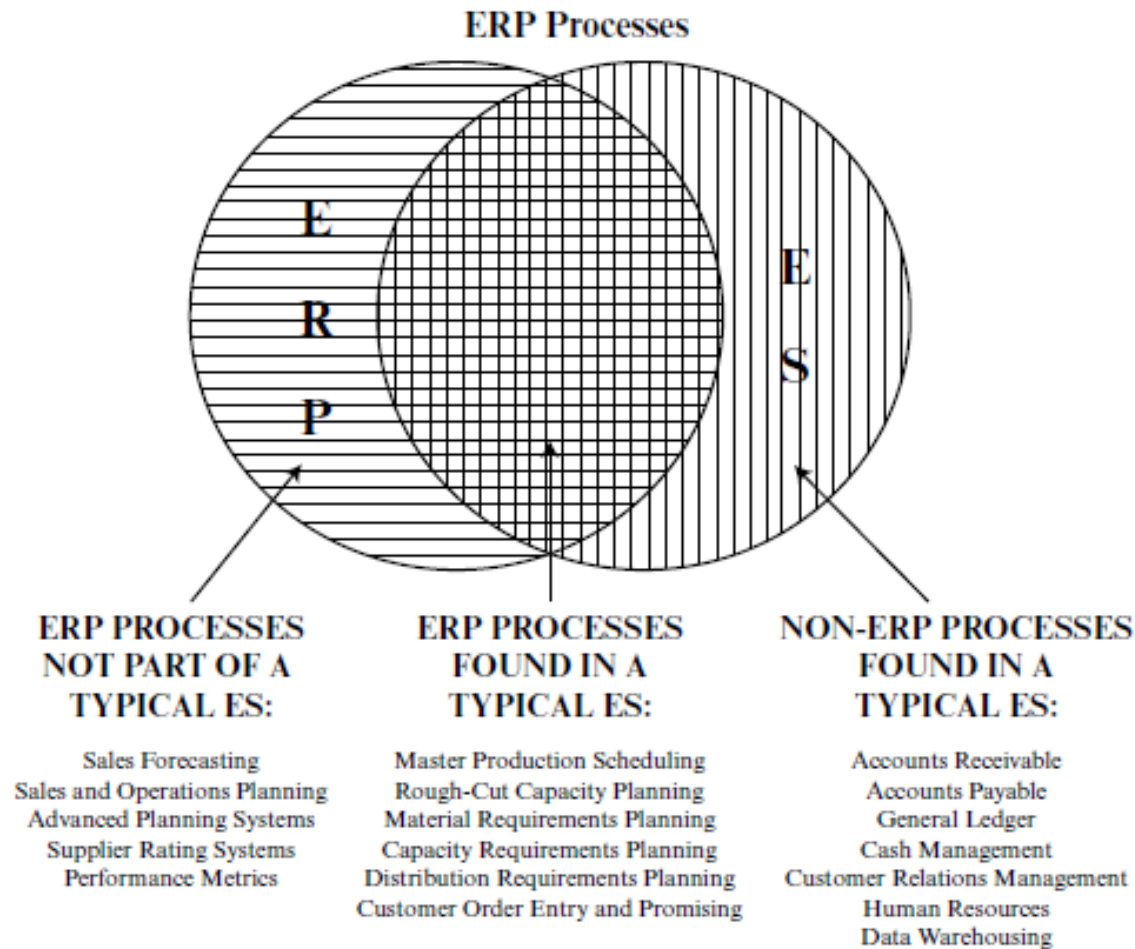 ERP Processes
E
R
P
E
S
ERP PROCESSES
NOT PART OF A
TYPICAL ES:
Sales Forecasting
Sales and Operations Planning
Advanced Planning Systems
Supplier Rating Systems
Performance Metrics
ERP PROCESSES
FOUND IN A
TYPICAL ES:
Master Production Scheduling
Rough-Cut Capacity Planning
Material Requirements Planning
Capacity Requirements Planning
Distribution Requirements Planning
Customer Order Entry and Promising
NON-ERP PROCESSES
FOUND IN A
TYPICAL ES:
Accounts Receivable
Accounts Payable
General Ledger
Cash Management
Customer Relations Management
Human Resources
Data Warehousing